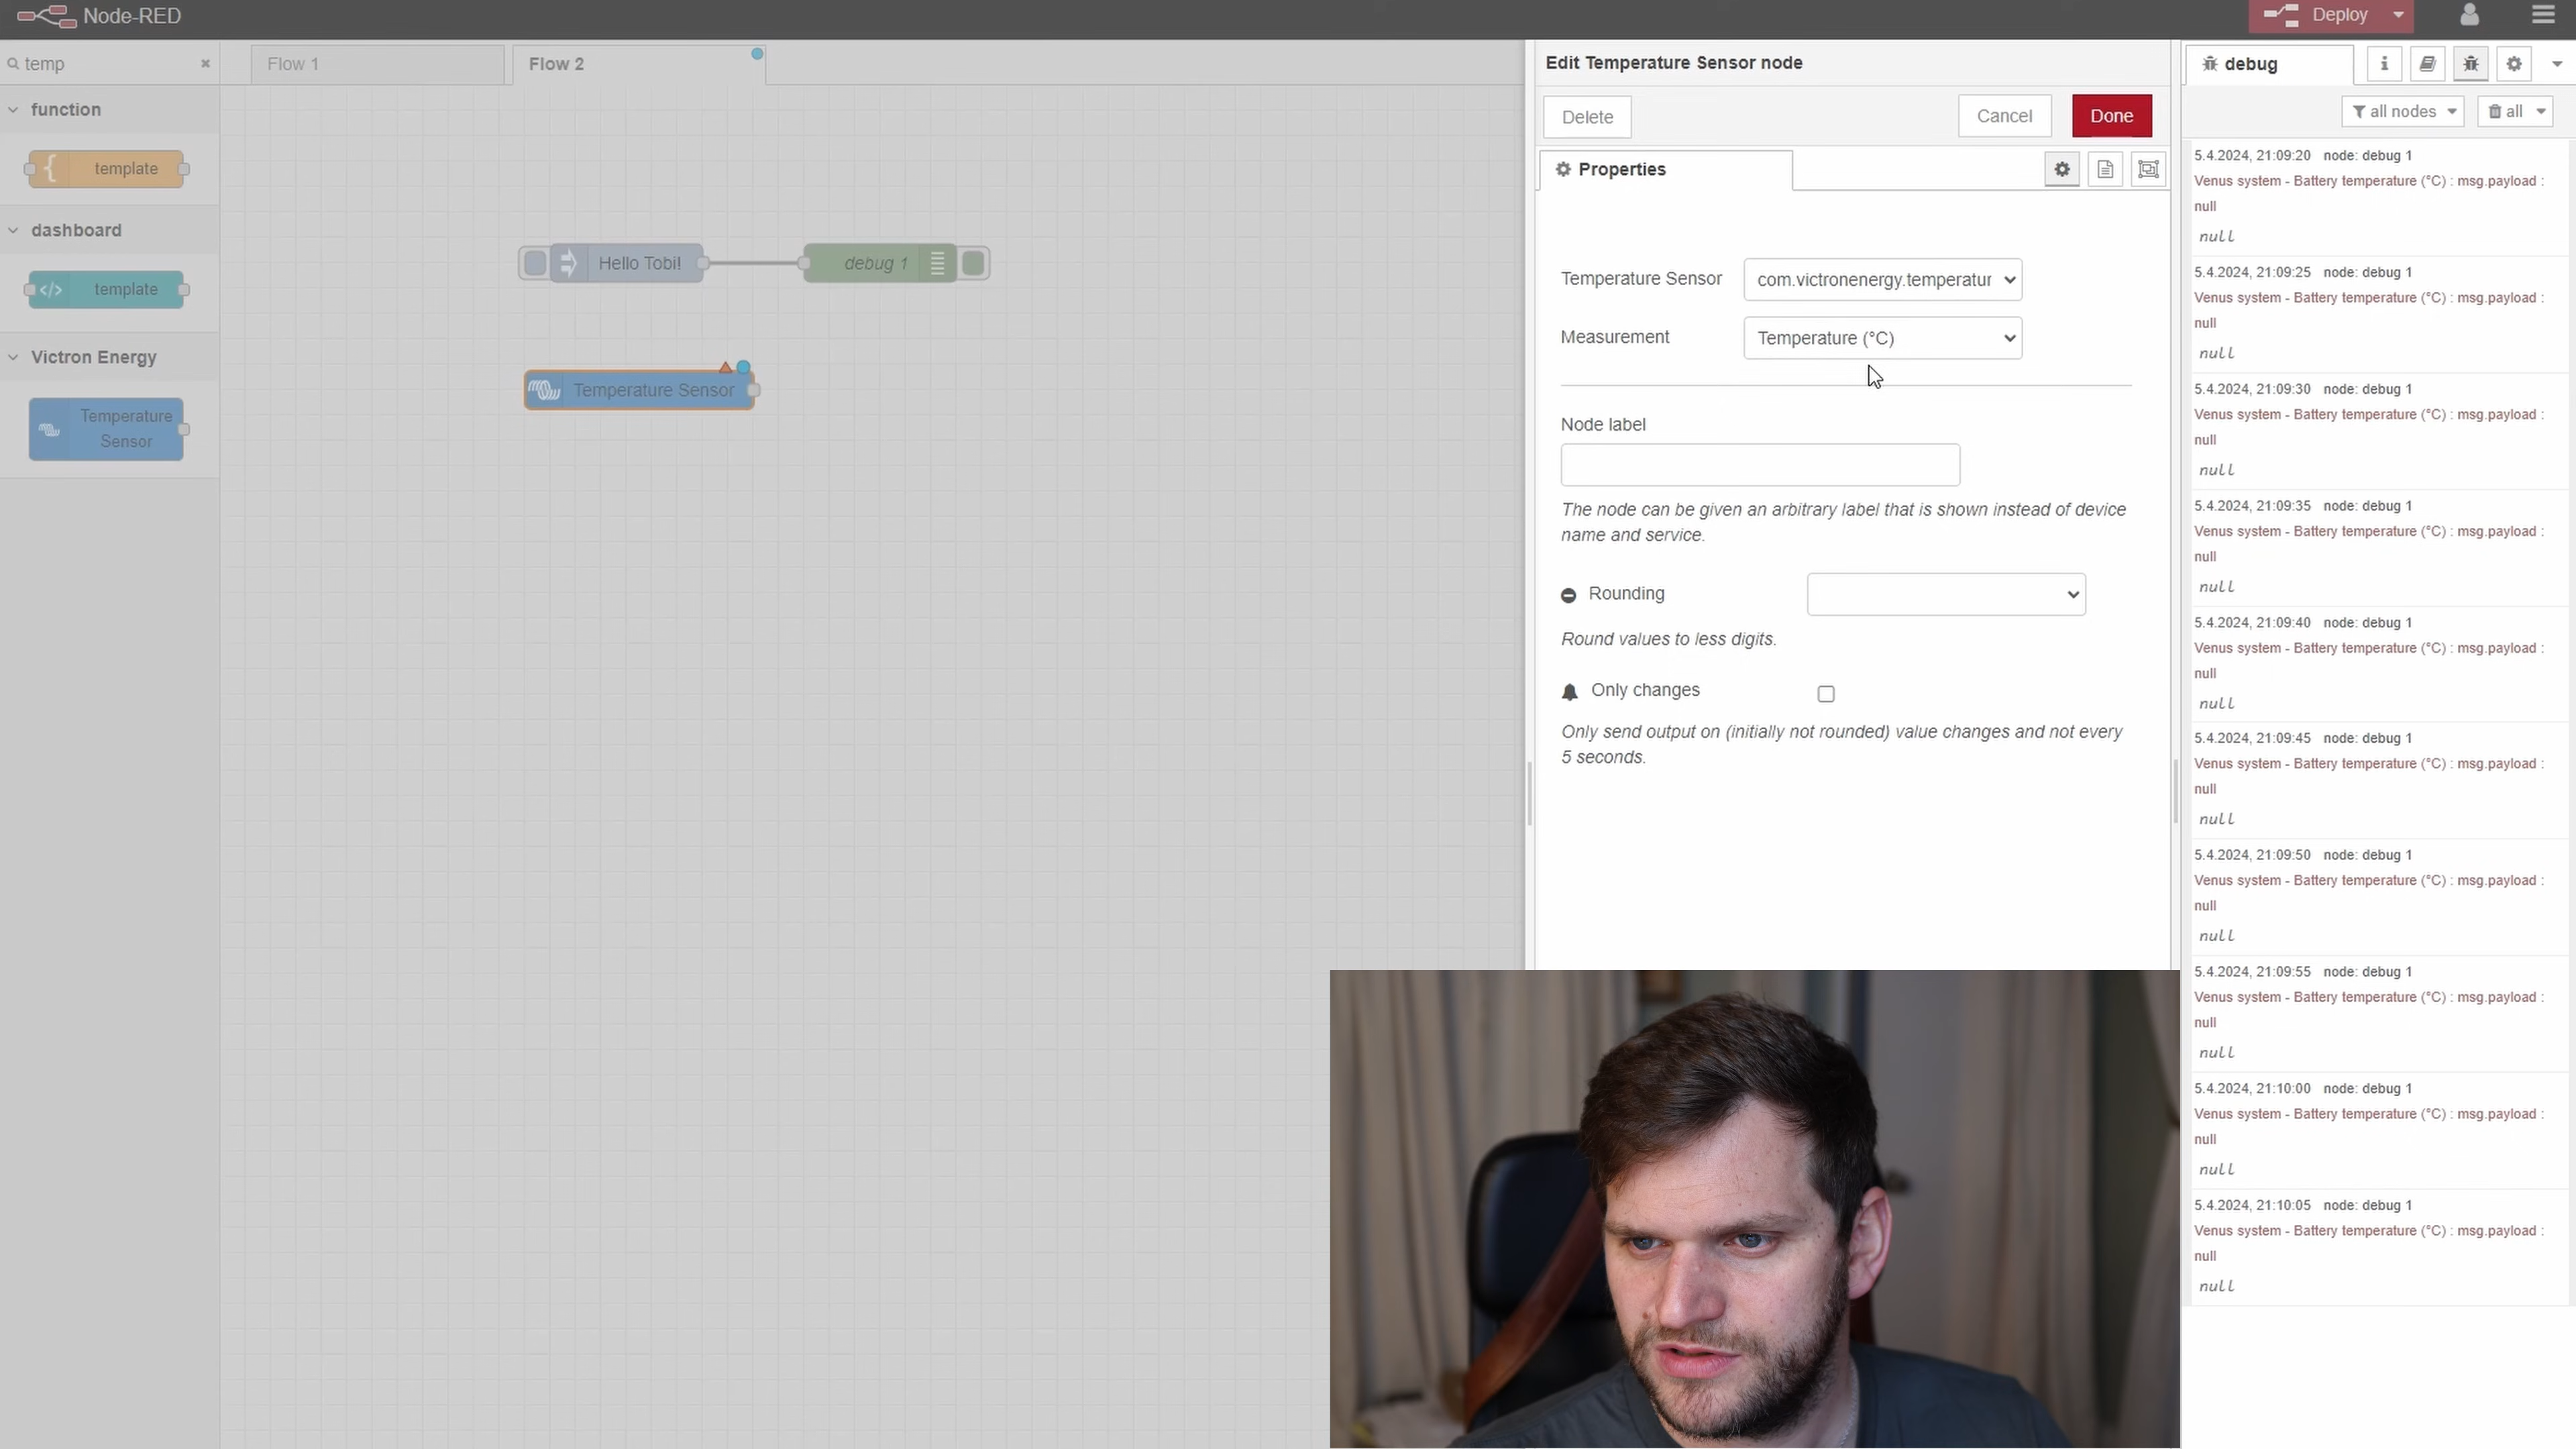 Node-RED
Deploy
temp
Flow 1
Flow 2
function
template
dashboard
template
Victron Energy
Temperature
Sensor
Hello Tobi!
debug 1
Temperature Sensor
Edit Temperature Sensor node
Delete
Cancel
Done
Properties
Temperature Sensor
com.victronenergy.temperatur
Measurement
Temperature (°C)
Node label
The node can be given an arbitrary label that is shown instead of device
name and service.
Rounding
Round values to less digits.
Only changes
Only send output on (initially not rounded) value changes and not every
5 seconds.
debug
all nodes
all
5.4.2024, 21:09:20 node: debug 1
Venus system - Battery temperature (°C) : msg.payload :
null
null
5.4.2024, 21:09:25 node: debug 1
Venus system - Battery temperature (°C) : msg.payload :
null
null
5.4.2024, 21:09:30 node: debug 1
Venus system - Battery temperature (°C) : msg.payload :
null
null
5.4.2024, 21:09:35 node: debug 1
Venus system - Battery temperature (°C) : msg.payload :
null
null
5.4.2024, 21:09:40 node: debug 1
Venus system - Battery temperature (°C) : msg.payload :
null
null
5.4.2024, 21:09:45 node: debug 1
Venus system - Battery temperature (°C) : msg.payload :
null
null
5.4.2024, 21:09:50 node: debug 1
Venus system - Battery temperature (°C) : msg.payload :
null
null
5.4.2024, 21:09:55 node: debug 1
Venus system - Battery temperature (°C) : msg.payload :
null
null
5.4.2024, 21:10:00 node: debug 1
Venus system - Battery temperature (°C) : msg.payload :
null
null
5.4.2024, 21:10:05 node: debug 1
Venus system - Battery temperature (°C) : msg.payload :
null
null